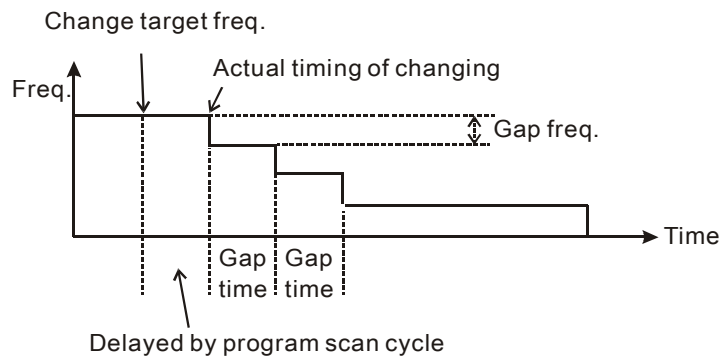 Change target freq.
Actual timing of changing
Freq.
Gap freq.
Time
Gap
time
Gap
time
Delayed by program scan cycle